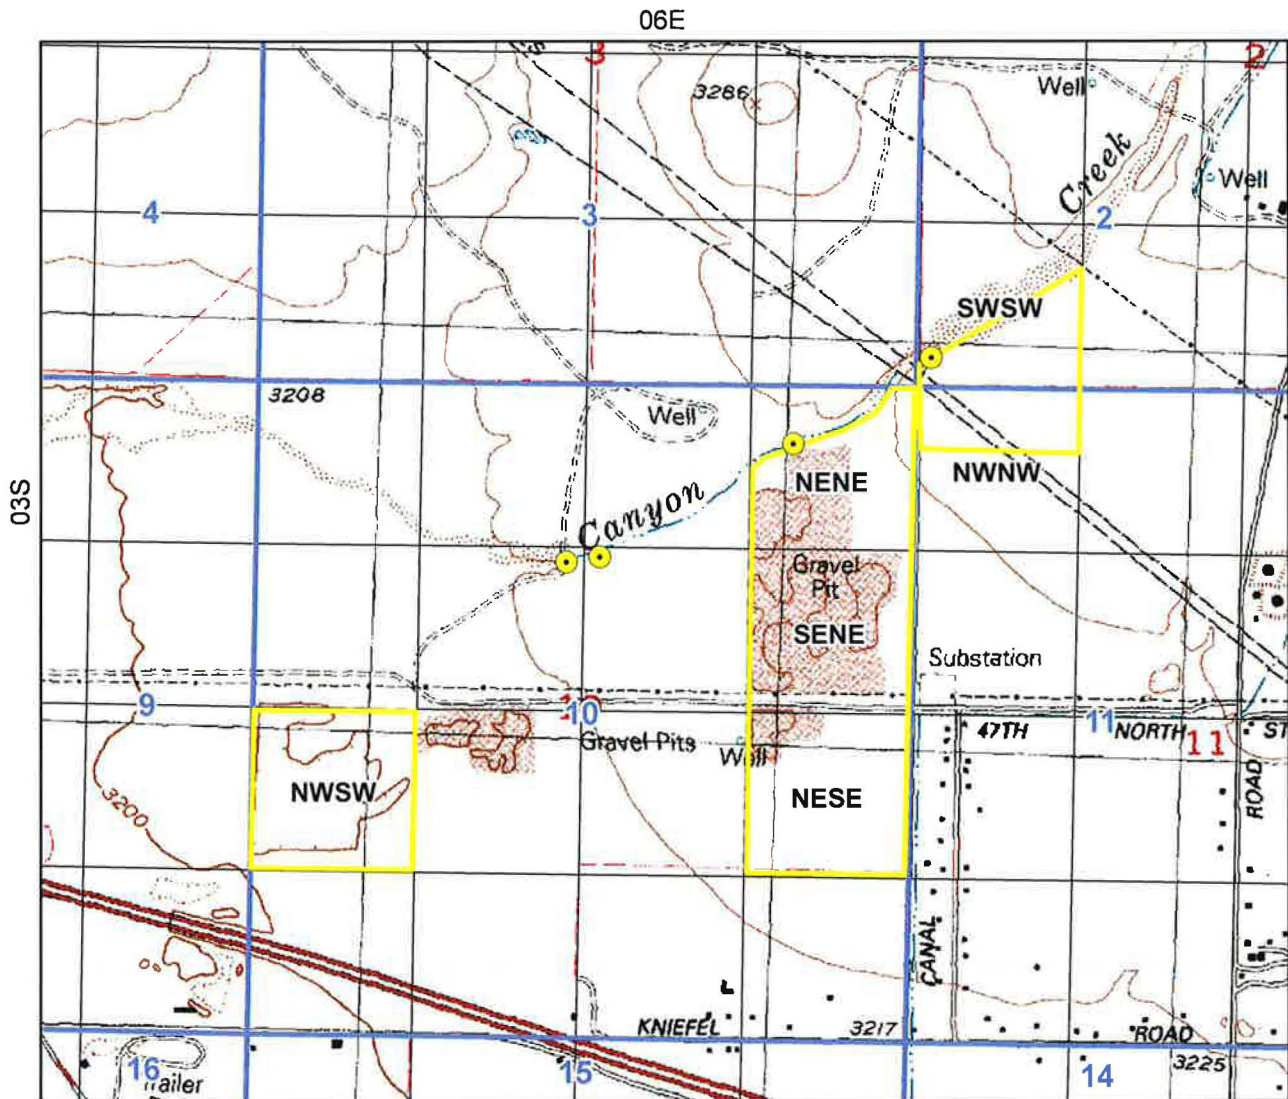 06E
3
2
3286
Well
Creek
Well
4
3
2
SWSW
3208
Well
NENE
NWNW
03S
Canyon
Gravel
Pit
SENE
Substation
9
10
11
47TH
NORTH
11
ST
Gravel Pits
Well
NWSW
NESE
ROAD
3200
CANAL
KNIEFEL
3217
ROAD
3225
16
15
14